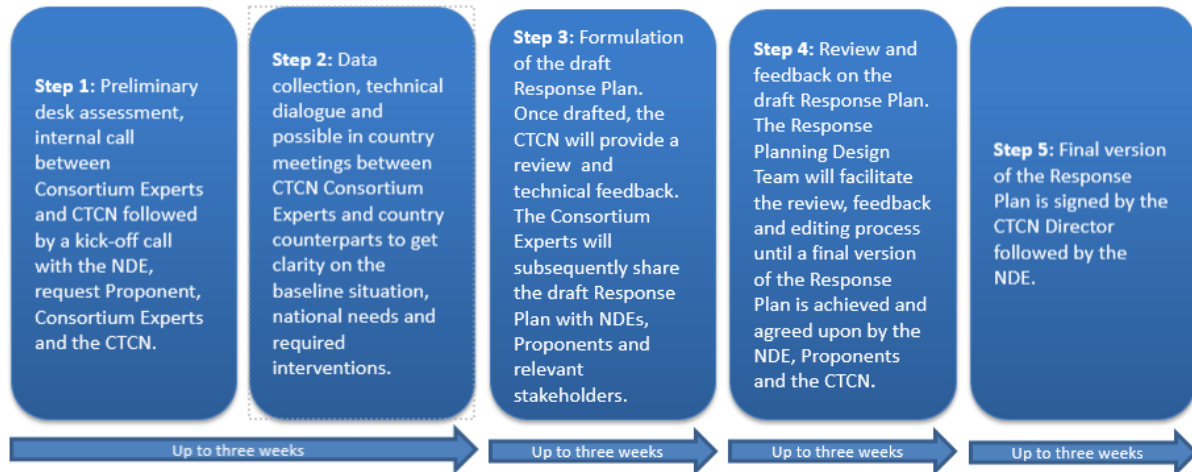 Step 1: Preliminary
desk assessment,
internal call
between
Consortium Experts
and CTCN followed
by a kick-off call
with the NDE,
request Proponent,
Consortium Experts
and the CTCN.
Step 2: Data
collection, technical
dialogue and
possible in country
meetings between
CTCN Consortium
Experts and country
counterparts to get
clarity on the
baseline situation,
national needs and
required
interventions.
Step 3: Formulation
of the draft
Response Plan.
Once drafted, the
CTCN will provide a
review and
technical feedback.
The Consortium
Experts will
subsequently share
the draft Response
Plan with NDEs,
Proponents and
relevant
stakeholders.
Step 4: Review and
feedback on the
draft Response Plan.
The Response
Planning Design
Team will facilitate
the review, feedback
and editing process
until a final version
of the Response
Plan is achieved and
agreed upon by the
NDE, Proponents
and the CTCN.
Step 5: Final version
of the Response
Plan is signed by the
CTCN Director
followed by the
NDE.
Up to three weeks
Up to three weeks
Up to three weeks
Up to three weeks